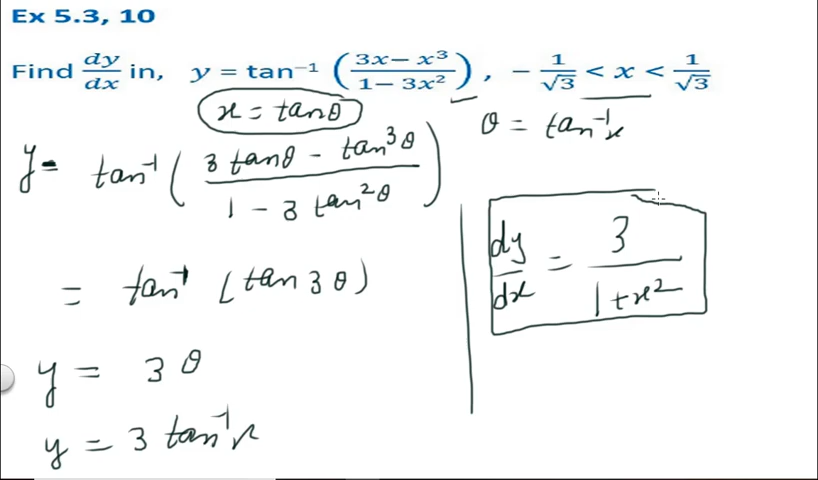 Ex 5.3, 10
Find dy/dx in, y = tan⁻¹ ((3x− x³)/(1− 3x²)) , − 1/√3 < x < 1/√3
x = tanθ
θ = tan⁻¹x
y = tan⁻¹ ((3 tanθ − tan³θ)/(1 − 3 tan²θ))
= tan⁻¹ (tan 3θ)
y = 3θ
y = 3 tan⁻¹x
dy/dx = 3/(1+x²)